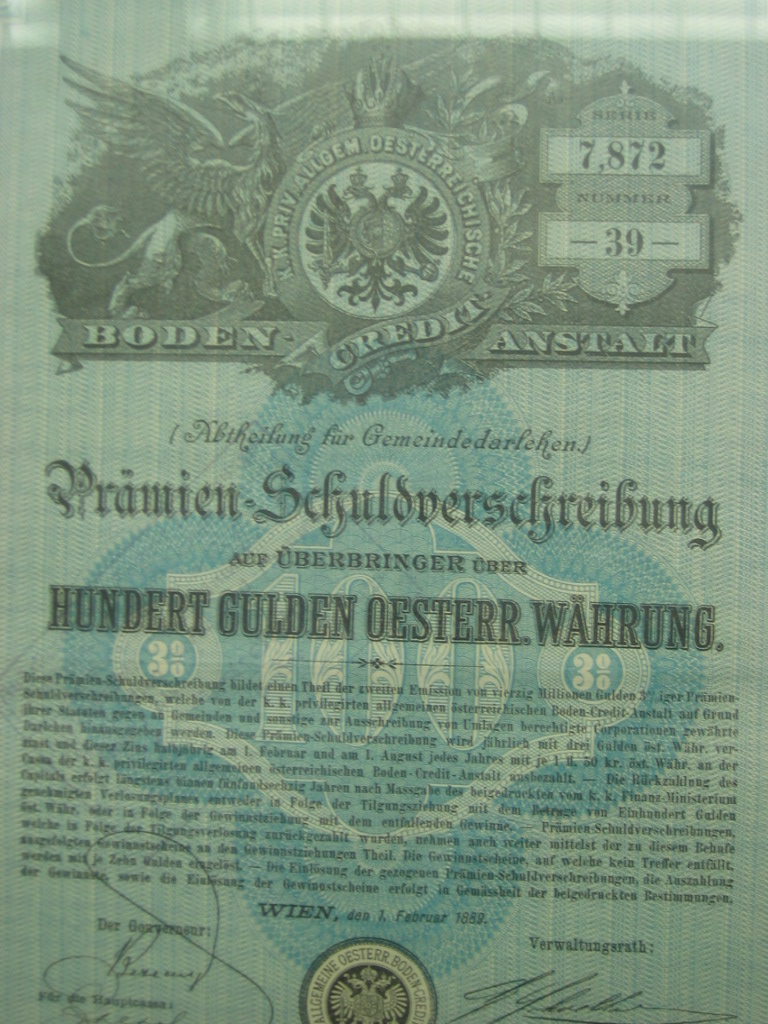 SERIE
7,872
NUMMER
— 39 —
K.K. PRIV. ALLGEM. OESTERREICHISCHE
BODEN-CREDIT-ANSTALT
(Abtheilung für Gemeindedarlehen.)
Prämien-Schuldverschreibung
AUF ÜBERBRINGER ÜBER
HUNDERT GULDEN OESTERR. WÄHRUNG.
100
3% 3%
Diese Prämien-Schuldverschreibung bildet einen Theil der zweiten Emission von vierzig Millionen Gulden 3% iger Prämien-
Schuldverschreibungen, welche von der k. k. privilegirten allgemeinen österreichischen Boden-Credit-Anstalt auf Grund
ihrer Statuten gegen an Gemeinden und sonstige zur Ausschreibung von Umlagen berechtigte Corporationen gewährte
Darlehen hinausgegeben werden. Diese Prämien-Schuldverschreibung wird jährlich mit drei Gulden öst. Währ. ver-
zinst und dieser Zins halbjährig am 1. Februar und am 1. August jedes Jahres mit je 1 fl. 50 kr. öst. Währ. an der
Cassa der k. k. privilegirten allgemeinen österreichischen Boden-Credit-Anstalt ausbezahlt. — Die Rückzahlung des
Capitals erfolgt längstens binnen fünfundsechzig Jahren nach Massgabe des beigedruckten vom k. k. Finanz-Ministerium
genehmigten Verlosungsplanes entweder in Folge der Tilgungsziehung mit dem Betrage von Einhundert Gulden
öst. Währ. oder in Folge der Gewinnstziehung mit dem entfallenden Gewinne. — Prämien-Schuldverschreibungen,
welche in Folge der Tilgungsverlosung zurückgezahlt wurden, nehmen auch weiter mittelst der zu diesem Behufe
ausgefolgten Gewinnstscheine an den Gewinnstziehungen Theil. Die Gewinnstscheine, auf welche kein Treffer entfällt,
werden mit je Zehn Gulden eingelöst. — Die Einlösung der gezogenen Prämien-Schuldverschreibungen, die Auszahlung
der Gewinnste, sowie die Einlösung der Gewinnstscheine erfolgt in Gemässheit der beigedruckten Bestimmungen.
WIEN, den 1. Februar 1889.
Der Gouverneur:
Verwaltungsrath:
Für die Hauptcassa:
ALLGEMEINE OESTERR. BODEN-CREDIT